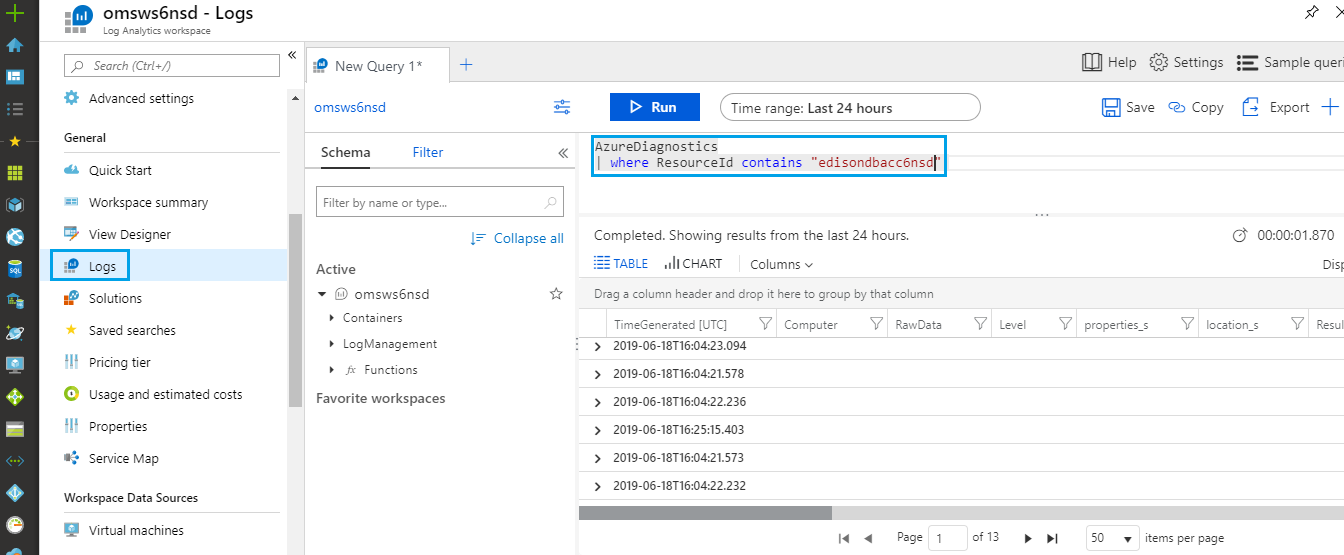 omsws6nsd - Logs
Log Analytics workspace
Search (Ctrl+/)
Advanced settings
General
Quick Start
Workspace summary
View Designer
Logs
Solutions
Saved searches
Pricing tier
Usage and estimated costs
Properties
Service Map
Workspace Data Sources
Virtual machines
New Query 1*
Help
Settings
Sample queri
omsws6nsd
Run
Time range: Last 24 hours
Save
Copy
Export
Schema
Filter
Filter by name or type...
Collapse all
Active
omsws6nsd
Containers
LogManagement
fx Functions
Favorite workspaces
AzureDiagnostics
| where ResourceId contains "edisondbacc6nsd"
Completed. Showing results from the last 24 hours.
00:00:01.870
TABLE
CHART
Columns
Disp
Drag a column header and drop it here to group by that column
TimeGenerated [UTC]
Computer
RawData
Level
properties_s
location_s
Resul
2019-06-18T16:04:23.094
2019-06-18T16:04:21.578
2019-06-18T16:04:22.236
2019-06-18T16:25:15.403
2019-06-18T16:04:21.573
2019-06-18T16:04:22.232
Page 1 of 13
50 items per page